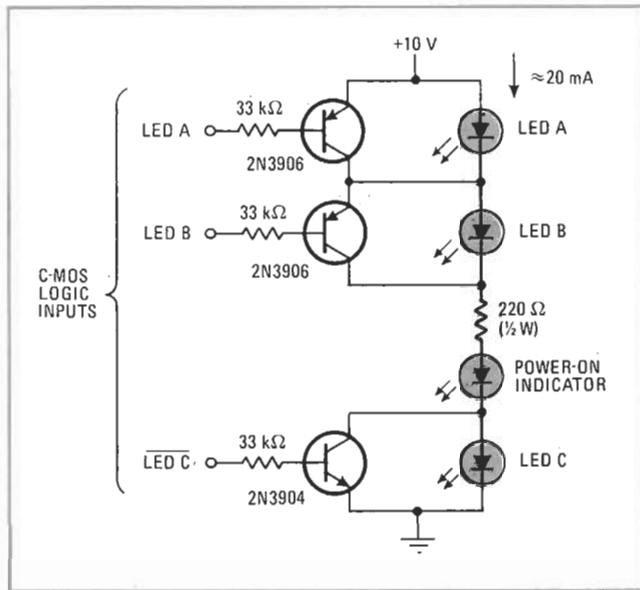 +10 V
≈20 mA
33 kΩ
LED A
LED A
2N3906
33 kΩ
LED B
LED B
2N3906
C-MOS
LOGIC
INPUTS
220 Ω
(½ W)
POWER-ON
INDICATOR
33 kΩ
L̅E̅D̅ ̅C̅
LED C
2N3904